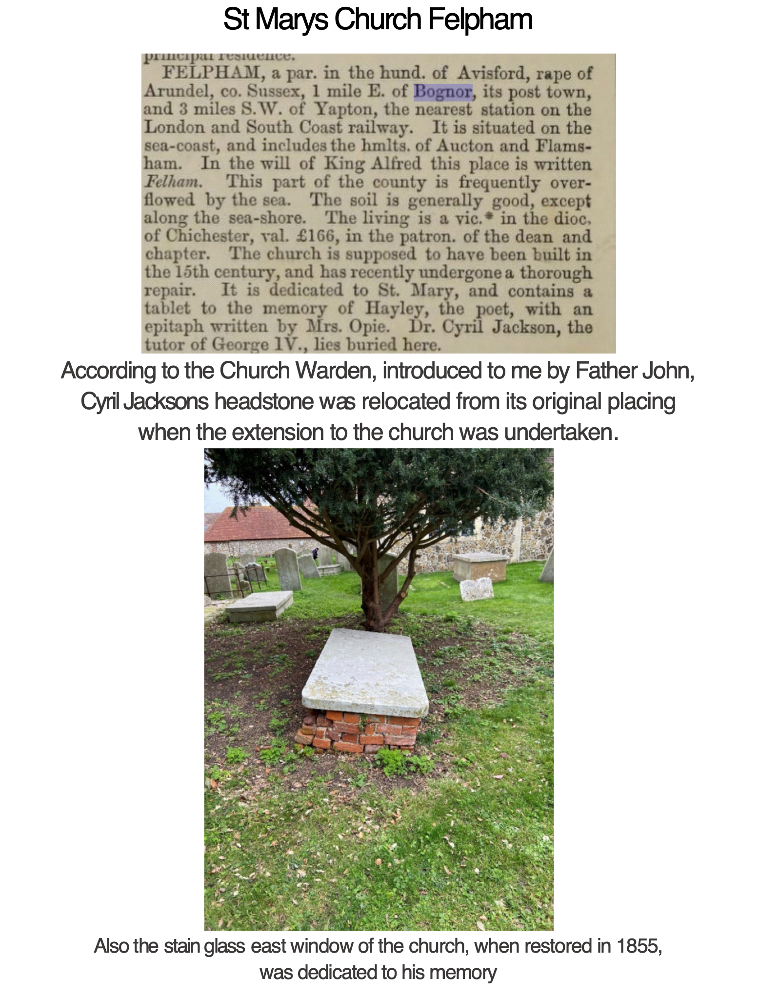 St Marys Church Felpham
principal residence.
FELPHAM, a par. in the hund. of Avisford, rape of
Arundel, co. Sussex, 1 mile E. of Bognor, its post town,
and 3 miles S.W. of Yapton, the nearest station on the
London and South Coast railway. It is situated on the
sea-coast, and includes the hmlts. of Aucton and Flams-
ham. In the will of King Alfred this place is written
Felham. This part of the county is frequently over-
flowed by the sea. The soil is generally good, except
along the sea-shore. The living is a vic.* in the dioc.
of Chichester, val. £166, in the patron. of the dean and
chapter. The church is supposed to have been built in
the 15th century, and has recently undergone a thorough
repair. It is dedicated to St. Mary, and contains a
tablet to the memory of Hayley, the poet, with an
epitaph written by Mrs. Opie. Dr. Cyril Jackson, the
tutor of George IV., lies buried here.
According to the Church Warden, introduced to me by Father John,
Cyril Jacksons headstone was relocated from its original placing
when the extension to the church was undertaken.
Also the stain glass east window of the church, when restored in 1855,
was dedicated to his memory